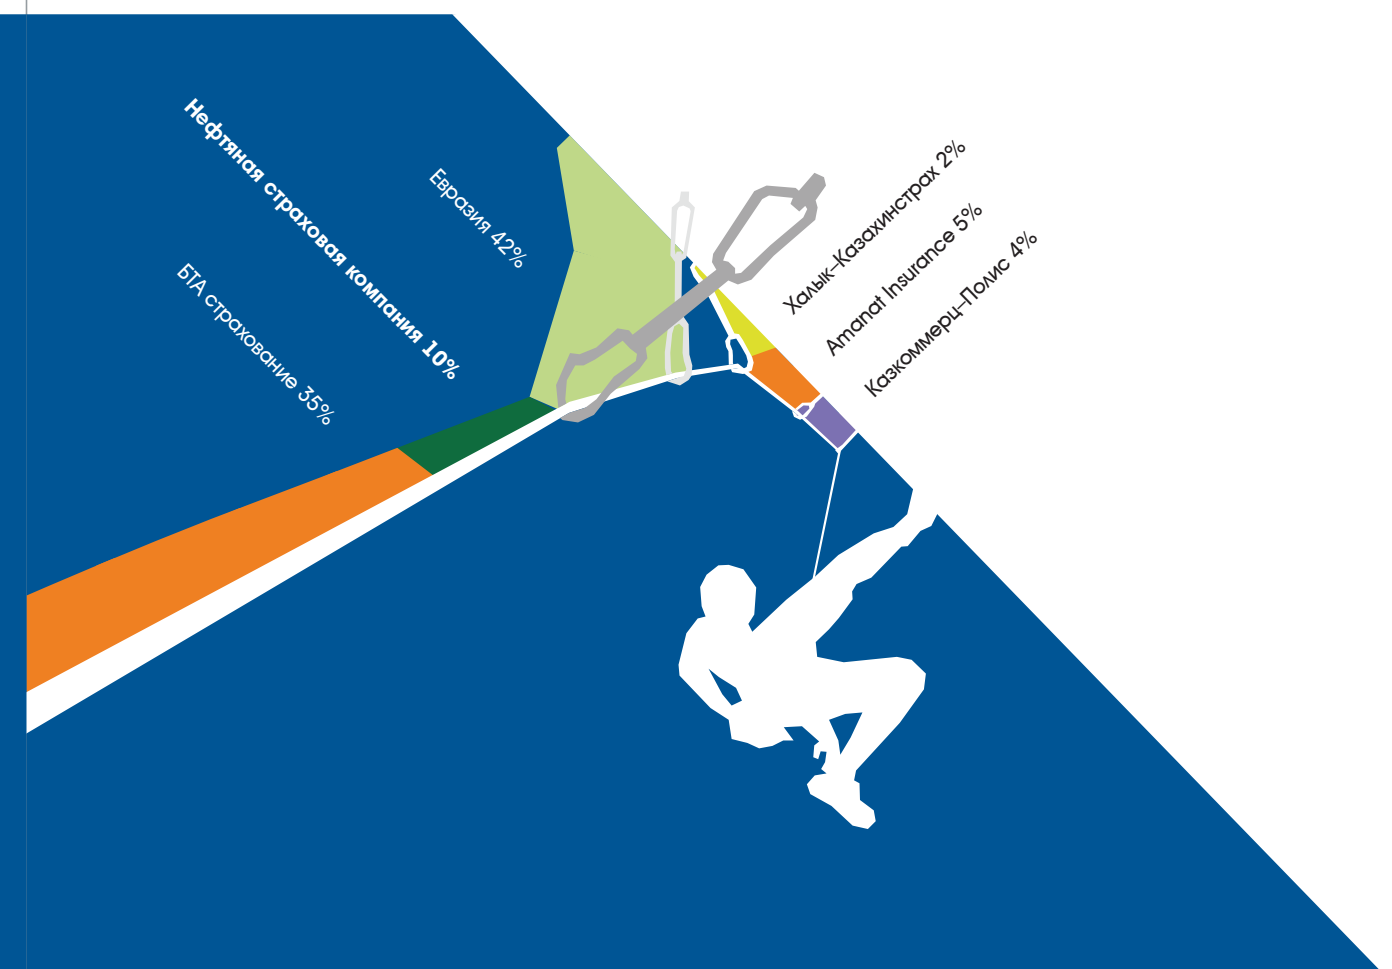 Нефтяная страховая компания 10%
Евразия 42%
БТА страхование 35%
Халык–Казахинстрах 2%
Amanat Insurance 5%
Казкоммерц–Полис 4%